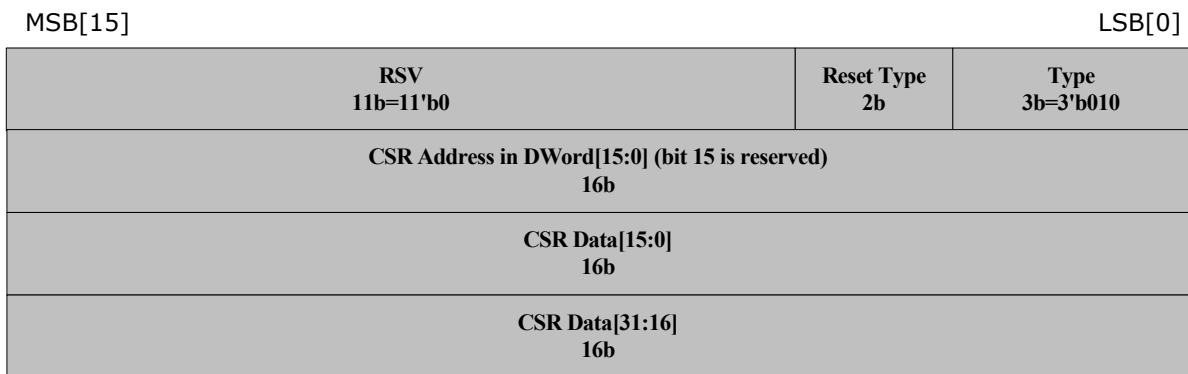 MSB[15] LSB[0]
RSV Reset Type Type
11b=11'b0 2b 3b=3'b010
CSR Address in DWord[15:0] (bit 15 is reserved)
16b
CSR Data[15:0]
16b
CSR Data[31:16]
16b